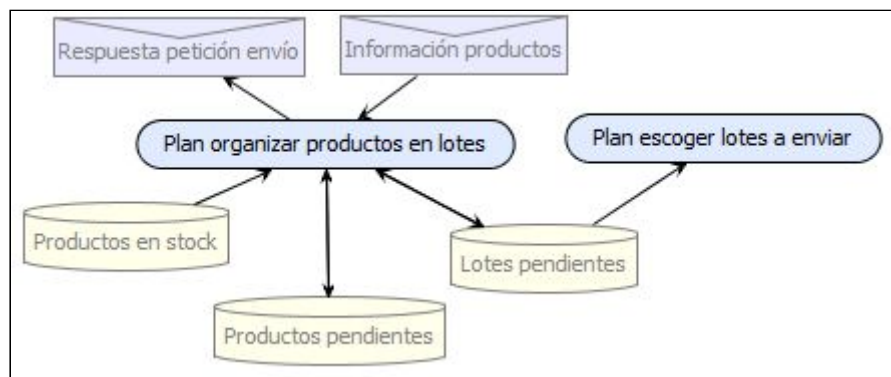 Respuesta petición envío
Información productos
Plan organizar productos en lotes
Plan escoger lotes a enviar
Productos en stock
Lotes pendientes
Productos pendientes